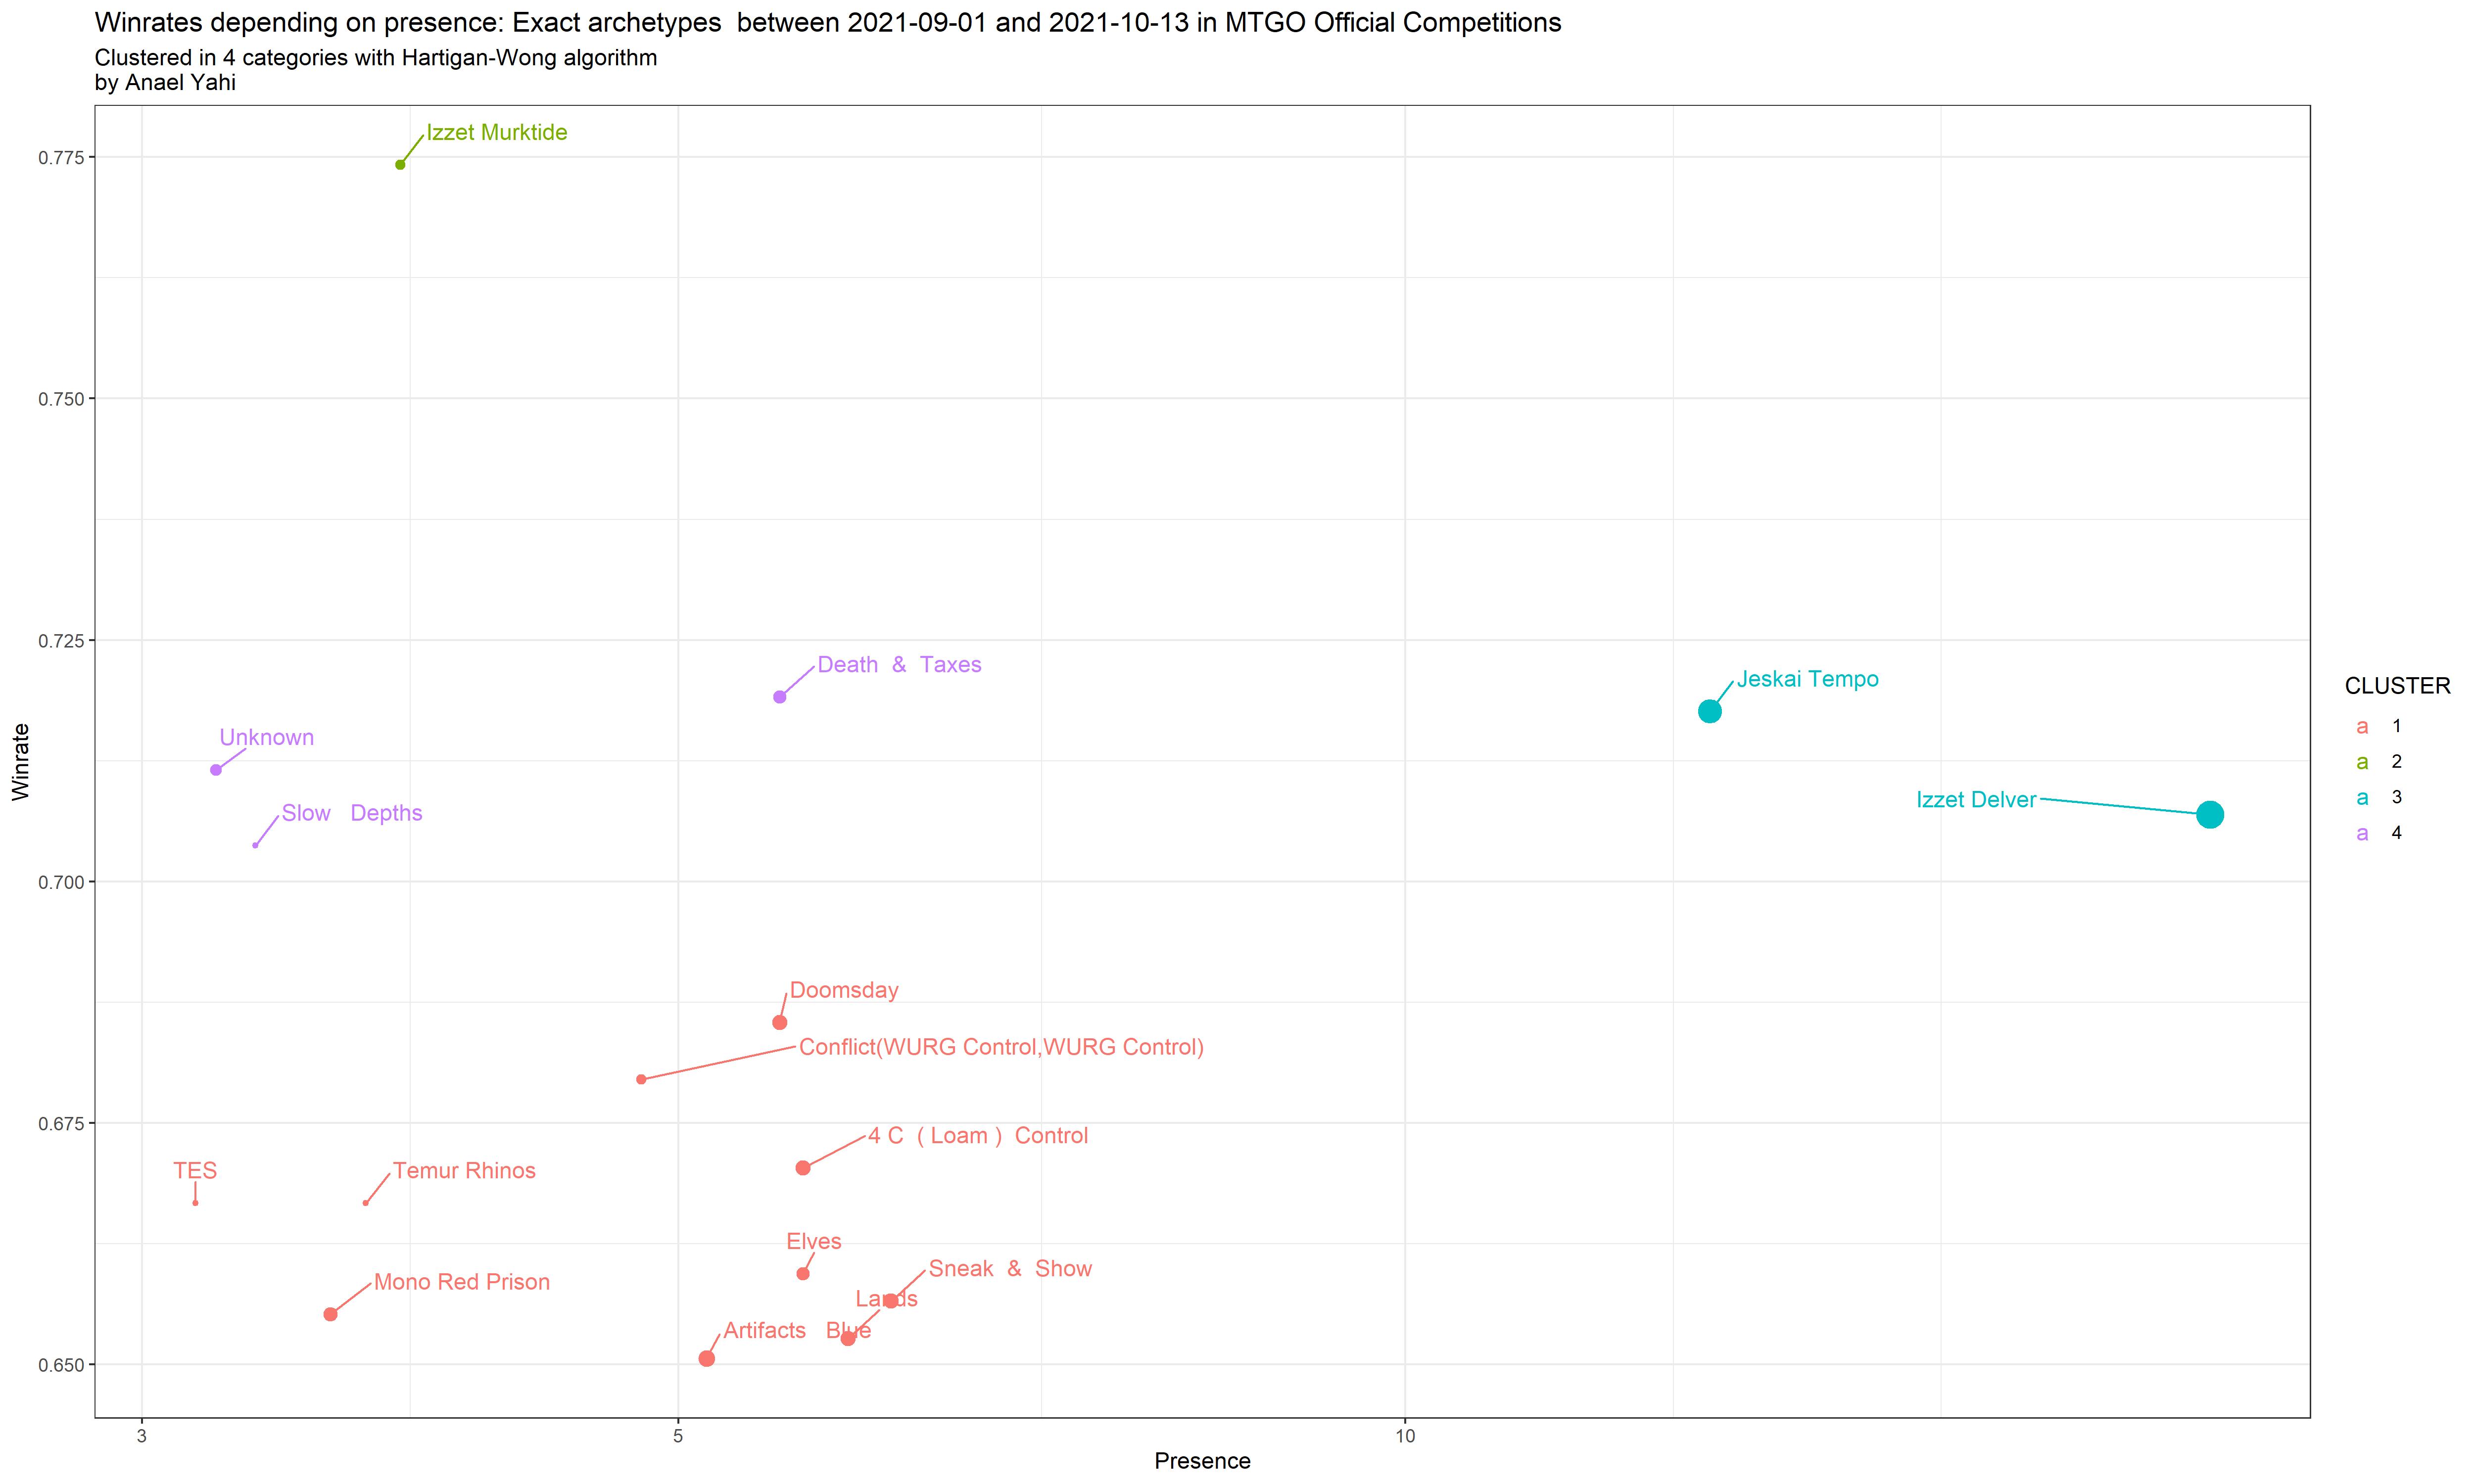 Winrates depending on presence: Exact archetypes  between 2021-09-01 and 2021-10-13 in MTGO Official Competitions
Clustered in 4 categories with Hartigan-Wong algorithm
by Anael Yahi
Izzet Murktide
0.775
0.750
0.725
Death  &  Taxes
Jeskai Tempo
CLUSTER
a 1
a 2
a 3
a 4
Unknown
Winrate
Izzet Delver
Slow   Depths
0.700
Doomsday
Conflict(WURG Control,WURG Control)
0.675
4 C  ( Loam )  Control
TES
Temur Rhinos
Elves
Sneak  &  Show
Mono Red Prison
Lands
Artifacts   Blue
0.650
3
5
10
Presence